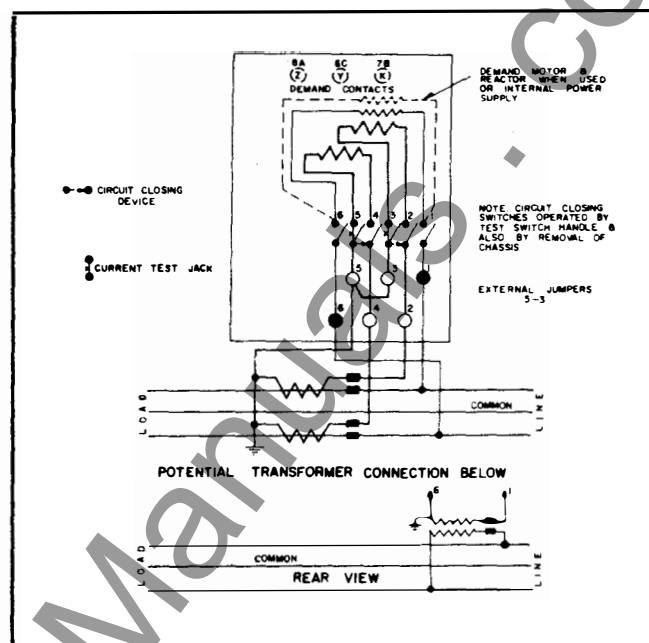 8A 6C 7B
(Z) (Y) (K)
DEMAND CONTACTS
DEMAND MOTOR &
REACTOR WHEN USED
OR INTERNAL POWER
SUPPLY
CIRCUIT CLOSING
DEVICE
NOTE: CIRCUIT CLOSING
SWITCHES OPERATED BY
TEST SWITCH HANDLE &
ALSO BY REMOVAL OF
CHASSIS
6 5 4 3 2
CURRENT TEST JACK
EXTERNAL JUMPERS
5-3
5 3
6 4 2
LOAD
COMMON
LINE
POTENTIAL TRANSFORMER CONNECTION BELOW
6 1
LOAD
COMMON
LINE
REAR VIEW
Manuals.co